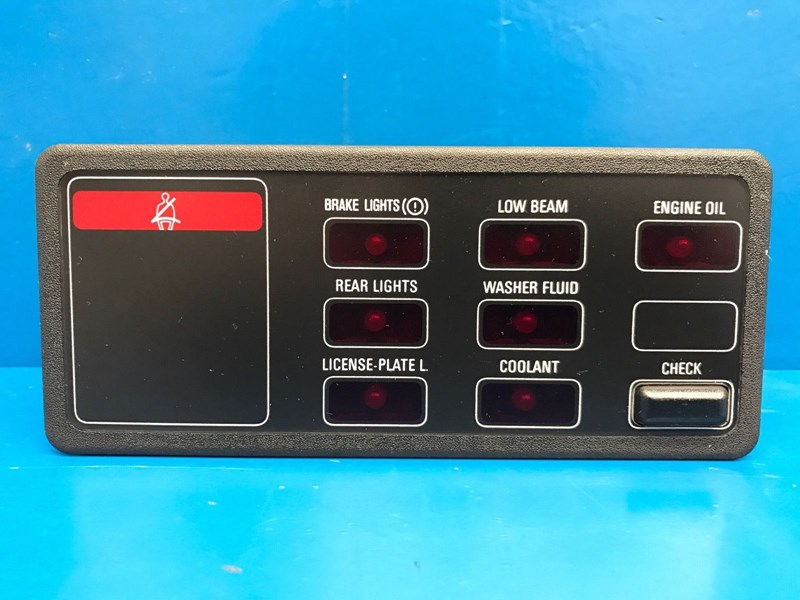 BRAKE LIGHTS(!)
LOW BEAM
ENGINE OIL
REAR LIGHTS
WASHER FLUID
LICENSE-PLATE L.
COOLANT
CHECK